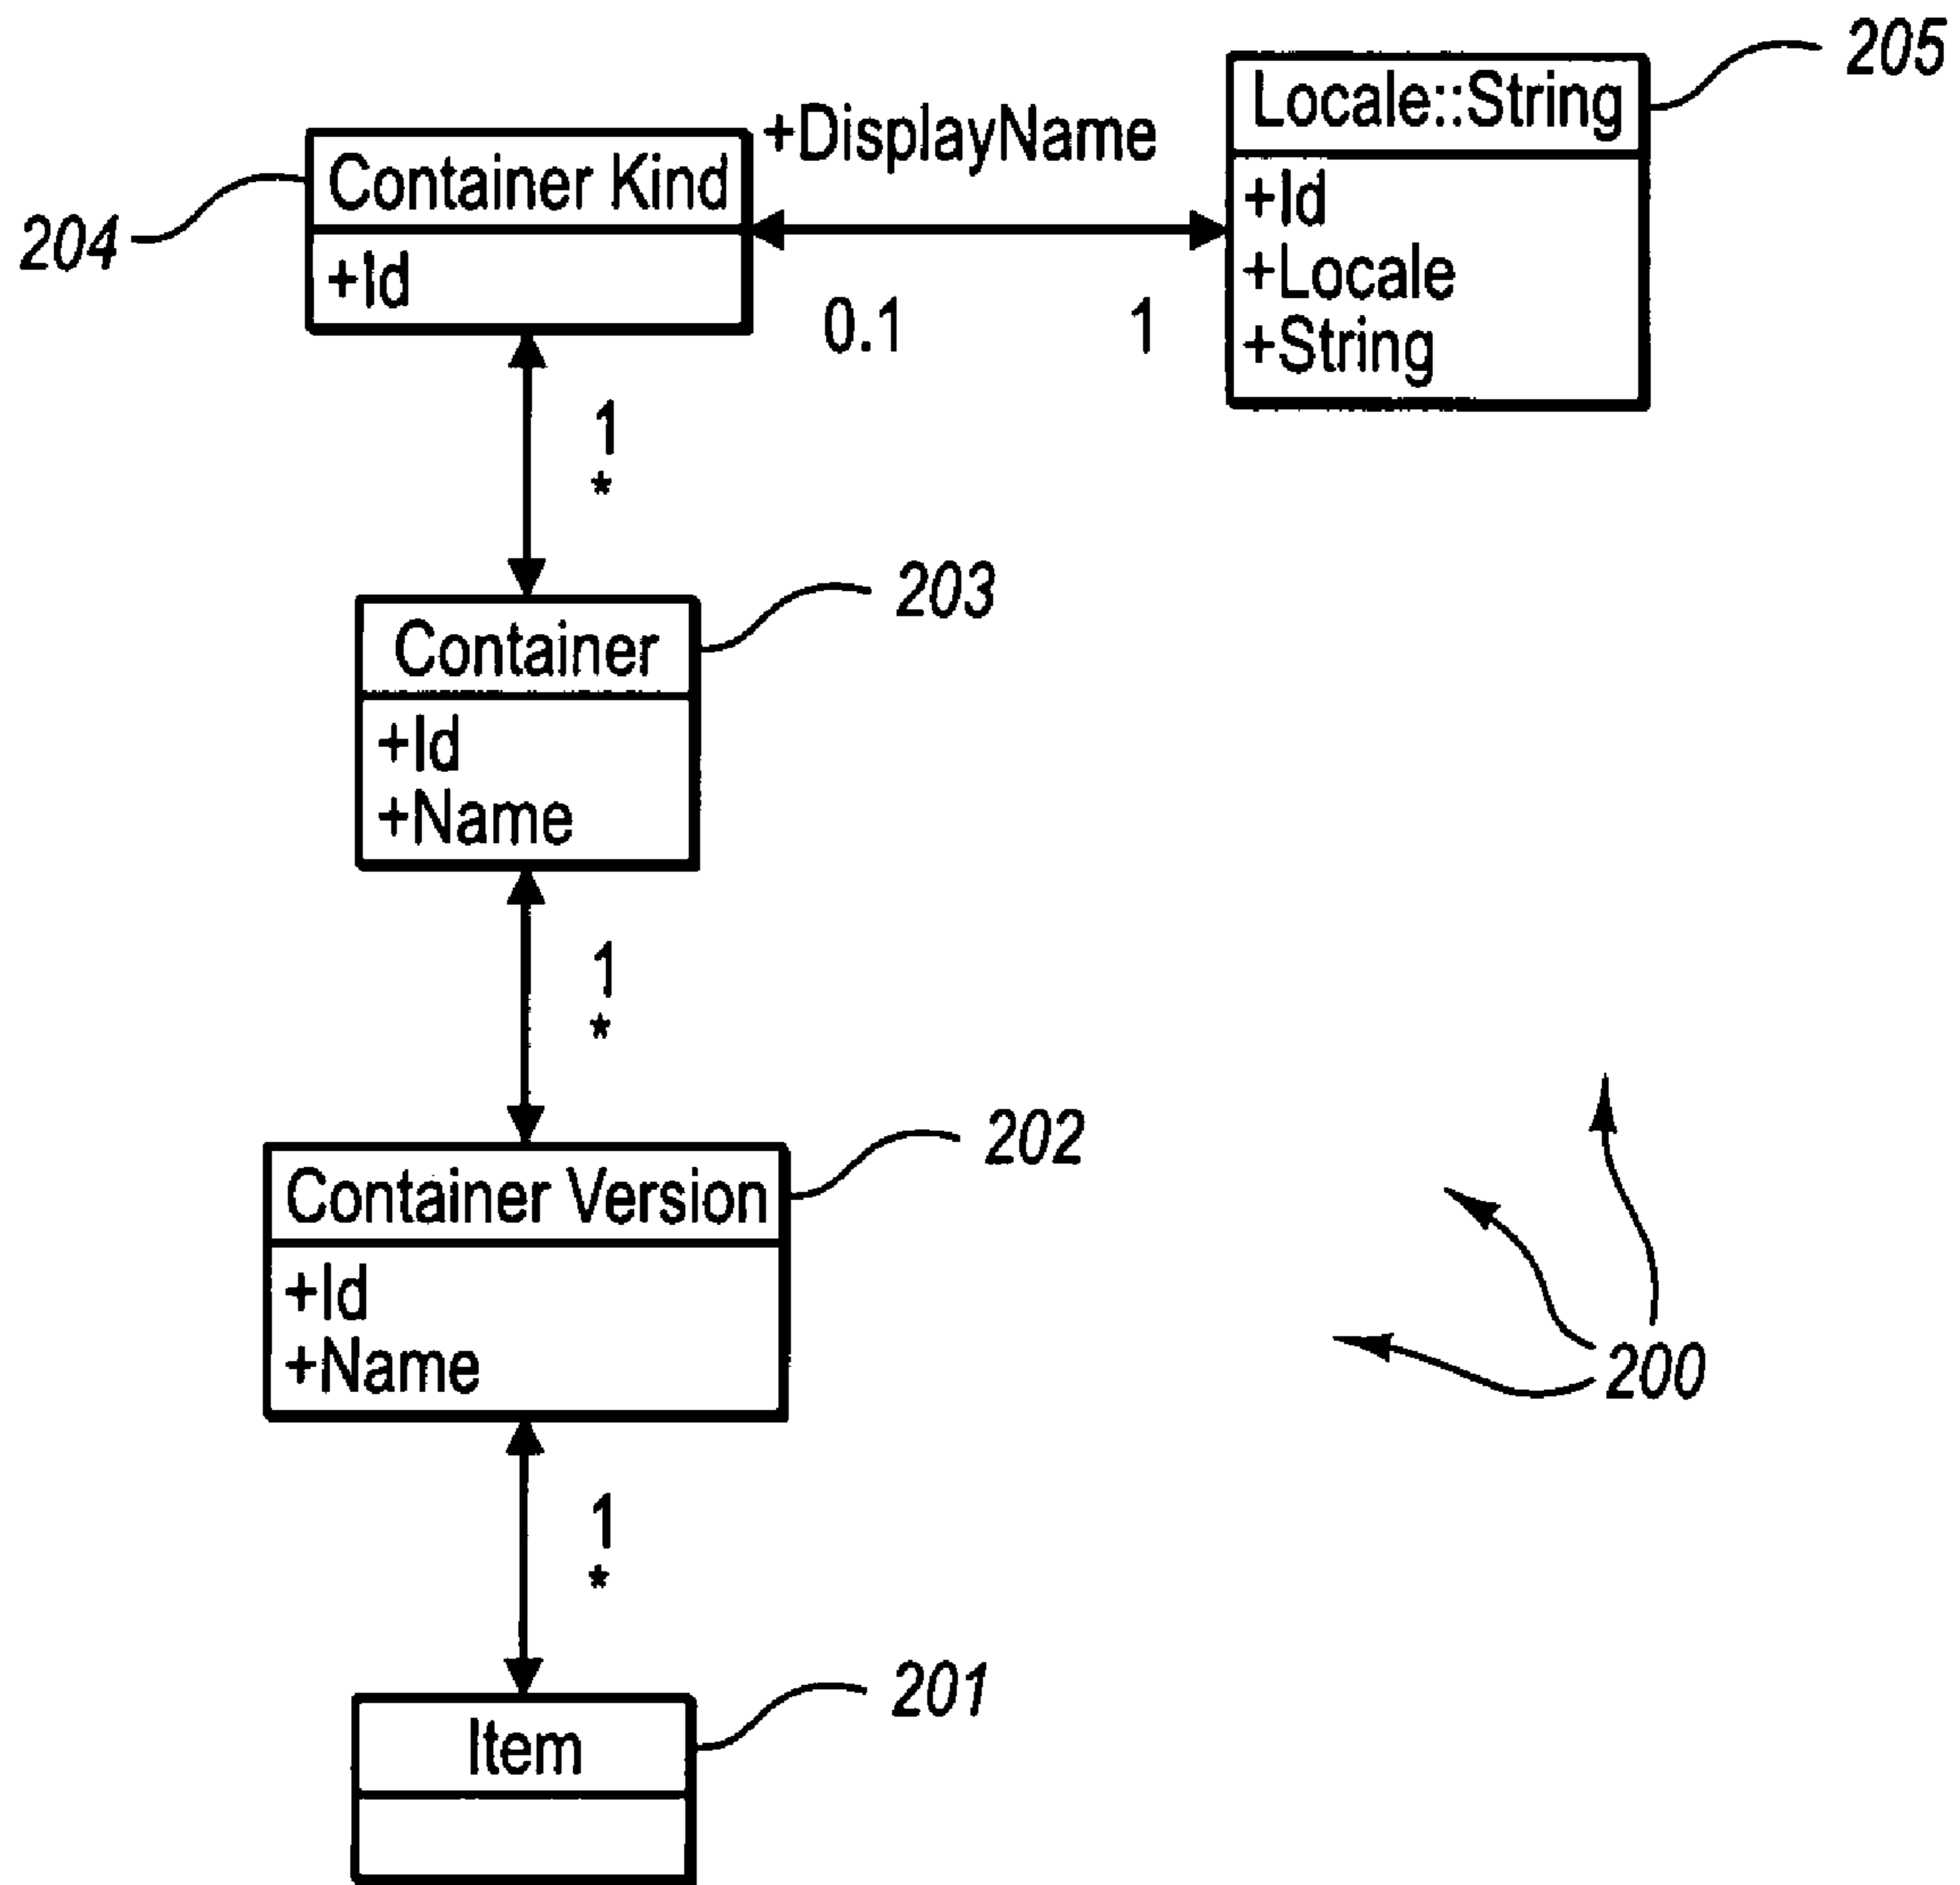 205
Locale::String
+Id
+Locale
+String
+DisplayName
0.1
1
204
Container Kind
+Id
1
*
203
Container
+Id
+Name
1
*
202
Container Version
+Id
+Name
200
1
*
201
Item